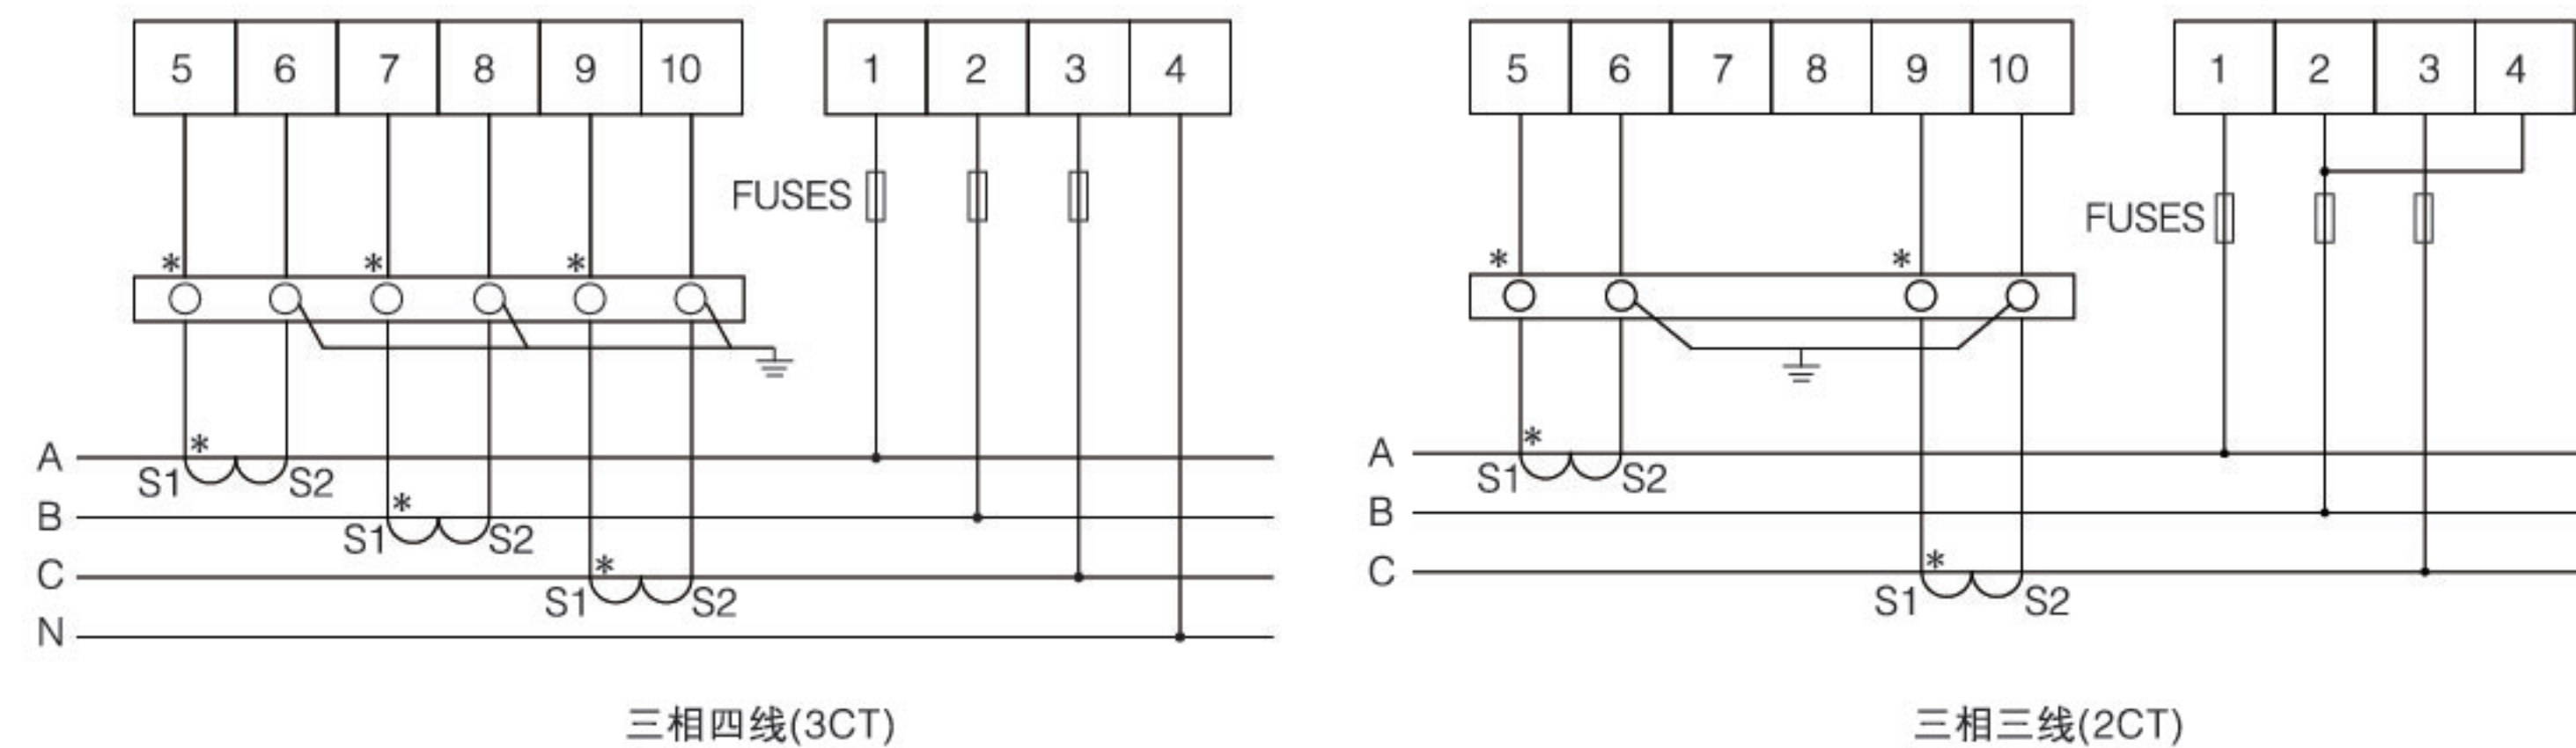 5 6 7 8 9 10 1 2 3 4
FUSES
* * *
A * S1 S2
B * S1 S2
C * S1 S2
N
三相四线(3CT)
5 6 7 8 9 10 1 2 3 4
FUSES
* *
A * S1 S2
B
C * S1 S2
三相三线(2CT)